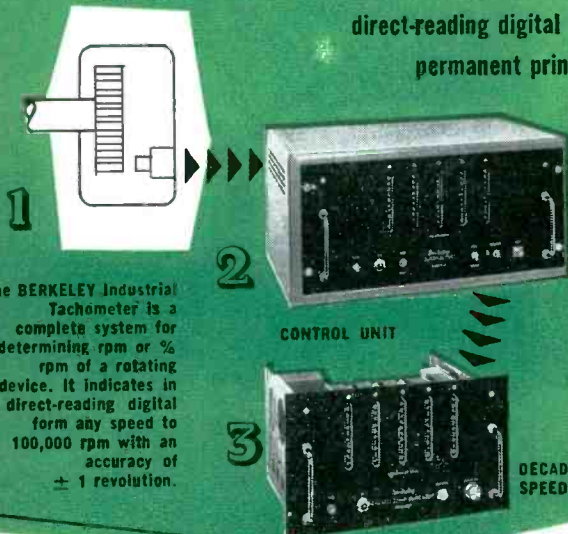 direct-reading digital
permanent prin
1
2
CONTROL UNIT
he BERKELEY Industrial
Tachometer is a
complete system for
determining rpm or %
rpm of a rotating
device. It indicates in
direct-reading digital
form any speed to
100,000 rpm with an
accuracy of
± 1 revolution.
3
DECAD
SPEED